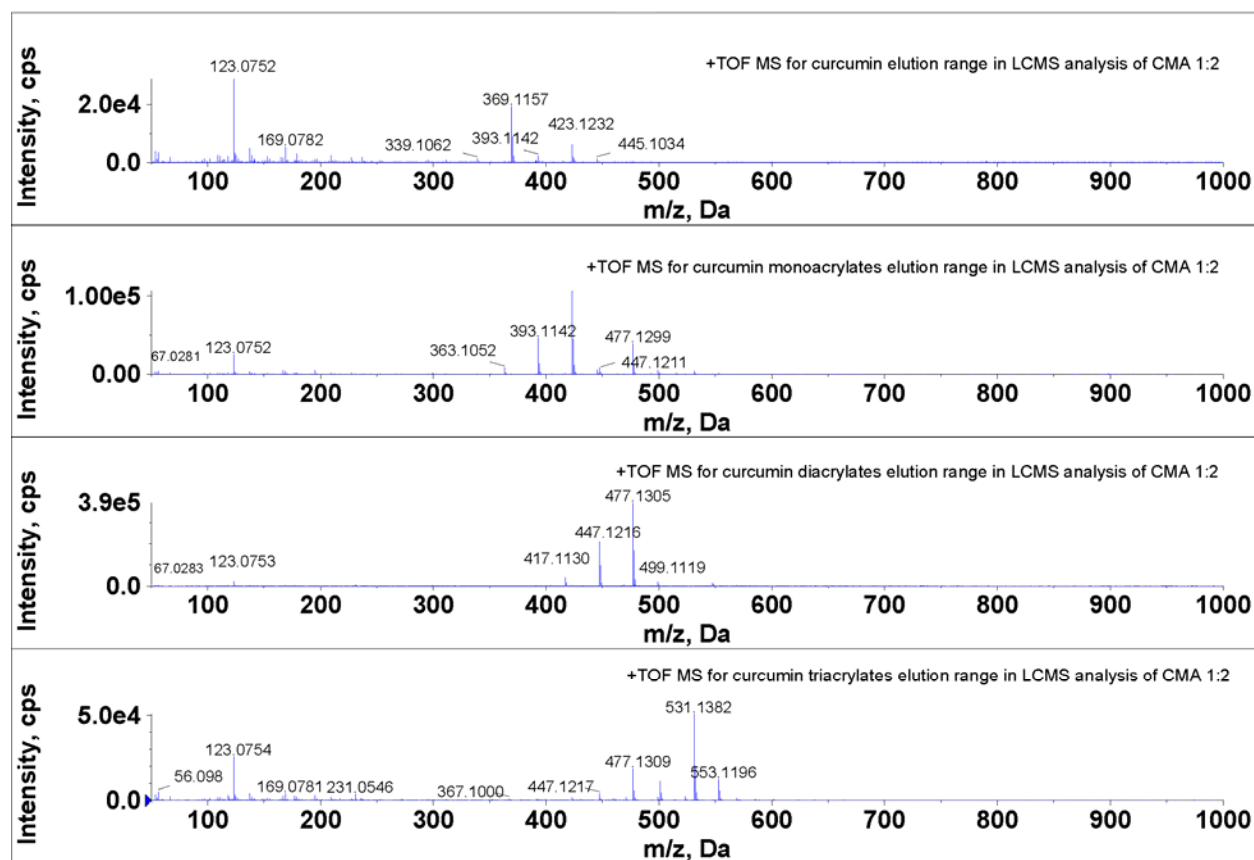 +TOF MS for curcumin elution range in LCMS analysis of CMA 1:2
Intensity, cps
2.0e4
0.0
123.0752
169.0782
339.1062
369.1157
393.1142
423.1232
445.1034
100 200 300 400 500 600 700 800 900 1000
m/z, Da
+TOF MS for curcumin monoacrylates elution range in LCMS analysis of CMA 1:2
Intensity, cps
1.00e5
0.00
67.0281
123.0752
363.1052
393.1142
477.1299
447.1211
100 200 300 400 500 600 700 800 900 1000
m/z, Da
+TOF MS for curcumin diacrylates elution range in LCMS analysis of CMA 1:2
Intensity, cps
3.9e5
0.0
67.0283
123.0753
417.1130
447.1216
477.1305
499.1119
100 200 300 400 500 600 700 800 900 1000
m/z, Da
+TOF MS for curcumin triacrylates elution range in LCMS analysis of CMA 1:2
Intensity, cps
5.0e4
0.0
56.098
123.0754
169.0781
231.0546
367.1000
447.1217
477.1309
531.1382
553.1196
100 200 300 400 500 600 700 800 900 1000
m/z, Da